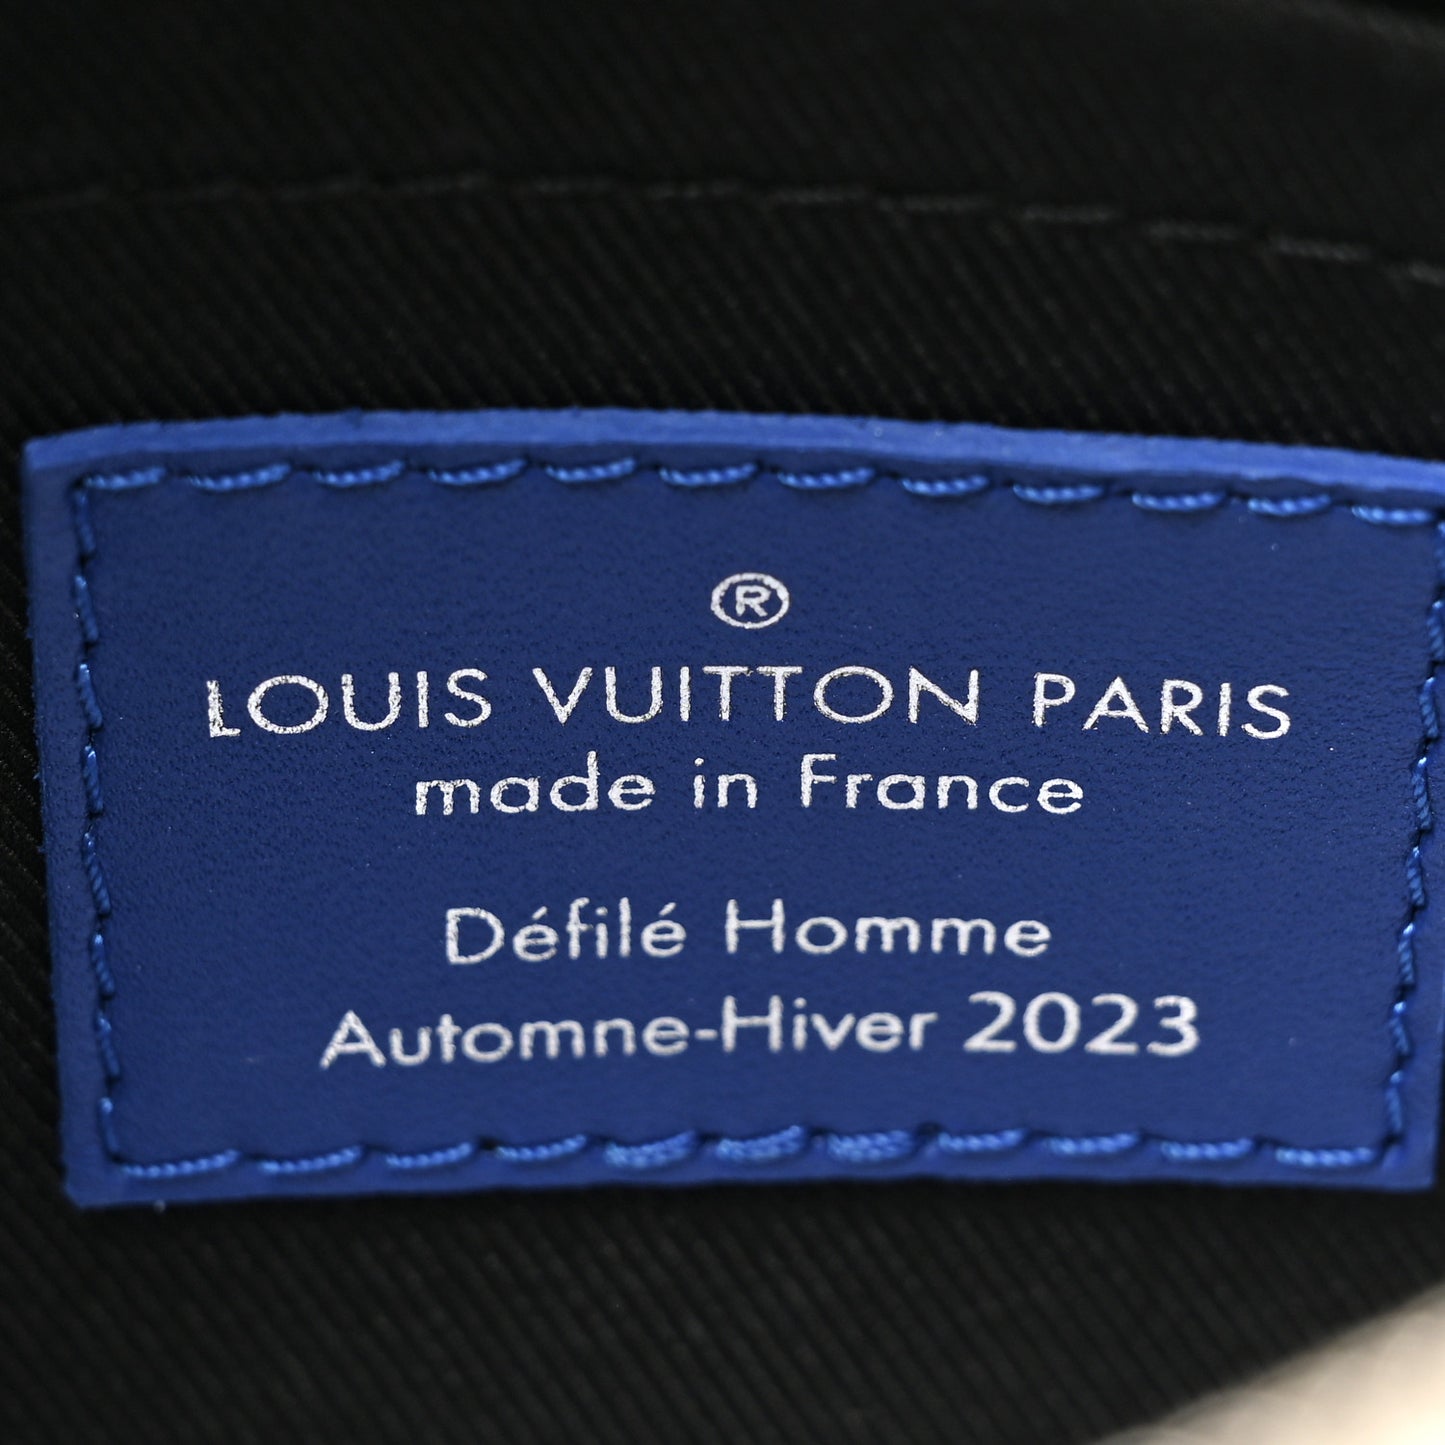 ®
LOUIS VUITTON PARIS
made in France
Défilé Homme
Automne-Hiver 2023